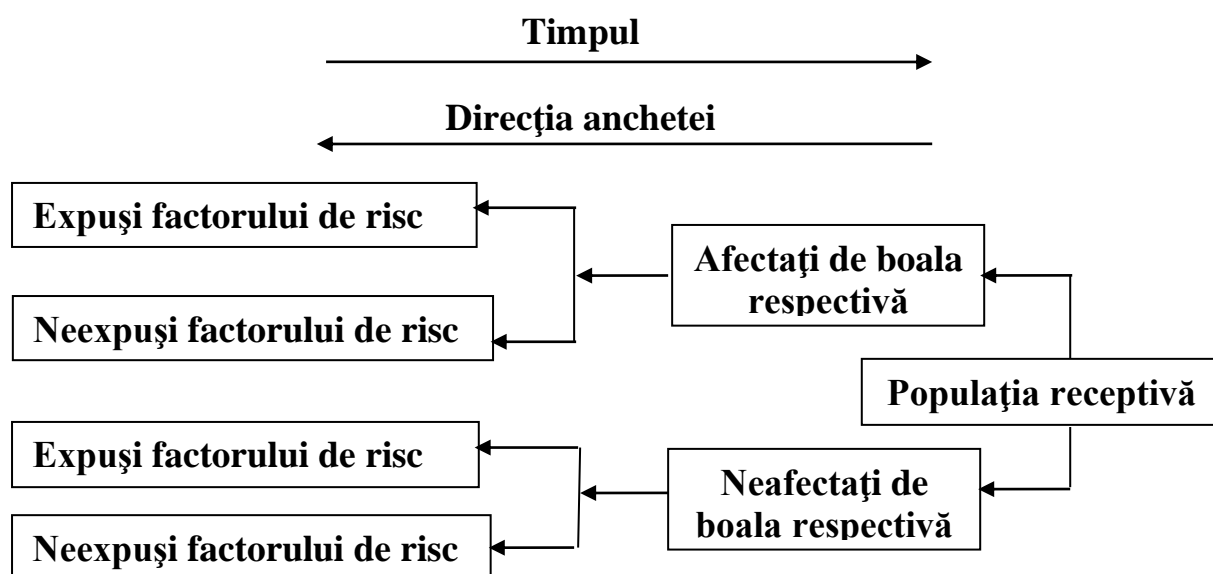 Timpul
Direcţia anchetei
Expuşi factorului de risc
Neexpuşi factorului de risc
Afectaţi de boala
respectivă
Populaţia receptivă
Expuşi factorului de risc
Neexpuşi factorului de risc
Neafectaţi de
boala respectivă